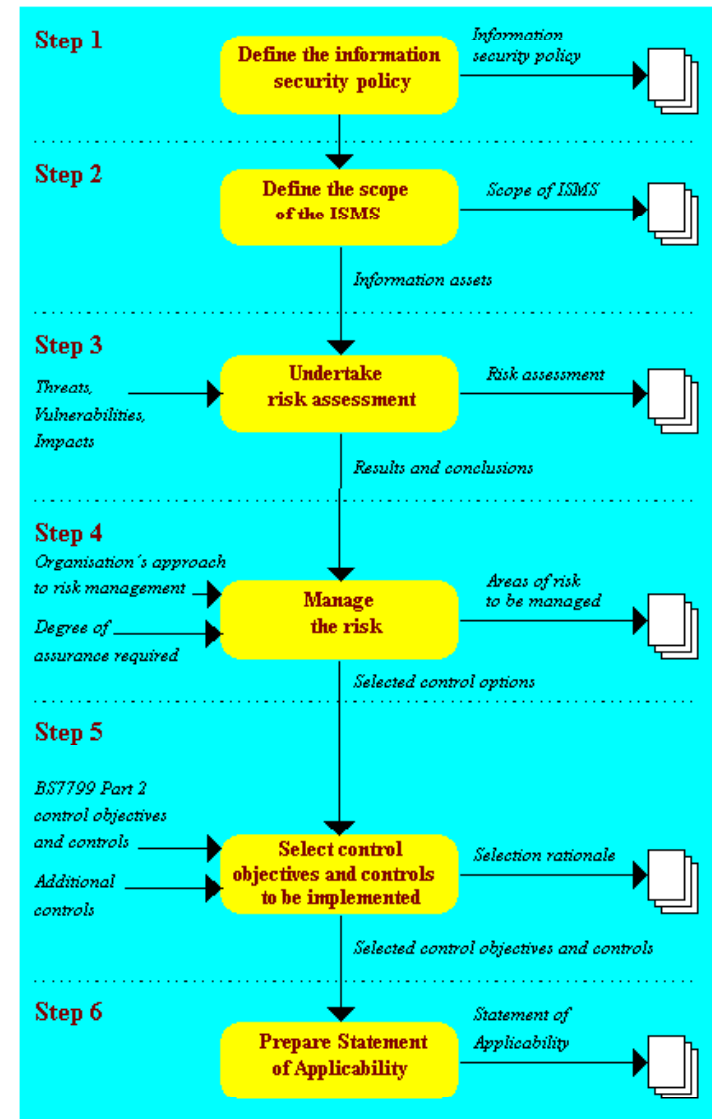 Step 1
Define the information
security policy
Information
security policy
Step 2
Define the scope
of the ISMS
Scope of ISMS
Information assets
Step 3
Threats,
Vulnerabilities,
Impacts
Undertake
risk assessment
Risk assessment
Results and conclusions
Step 4
Organisation´s approach
to risk management
Degree of
assurance required
Manage
the risk
Areas of risk
to be managed
Selected control options
Step 5
BS7799 Part 2
control objectives
and controls
Additional
controls
Select control
objectives and controls
to be implemented
Selection rationale
Selected control objectives and controls
Step 6
Prepare Statement
of Applicability
Statement of
Applicability